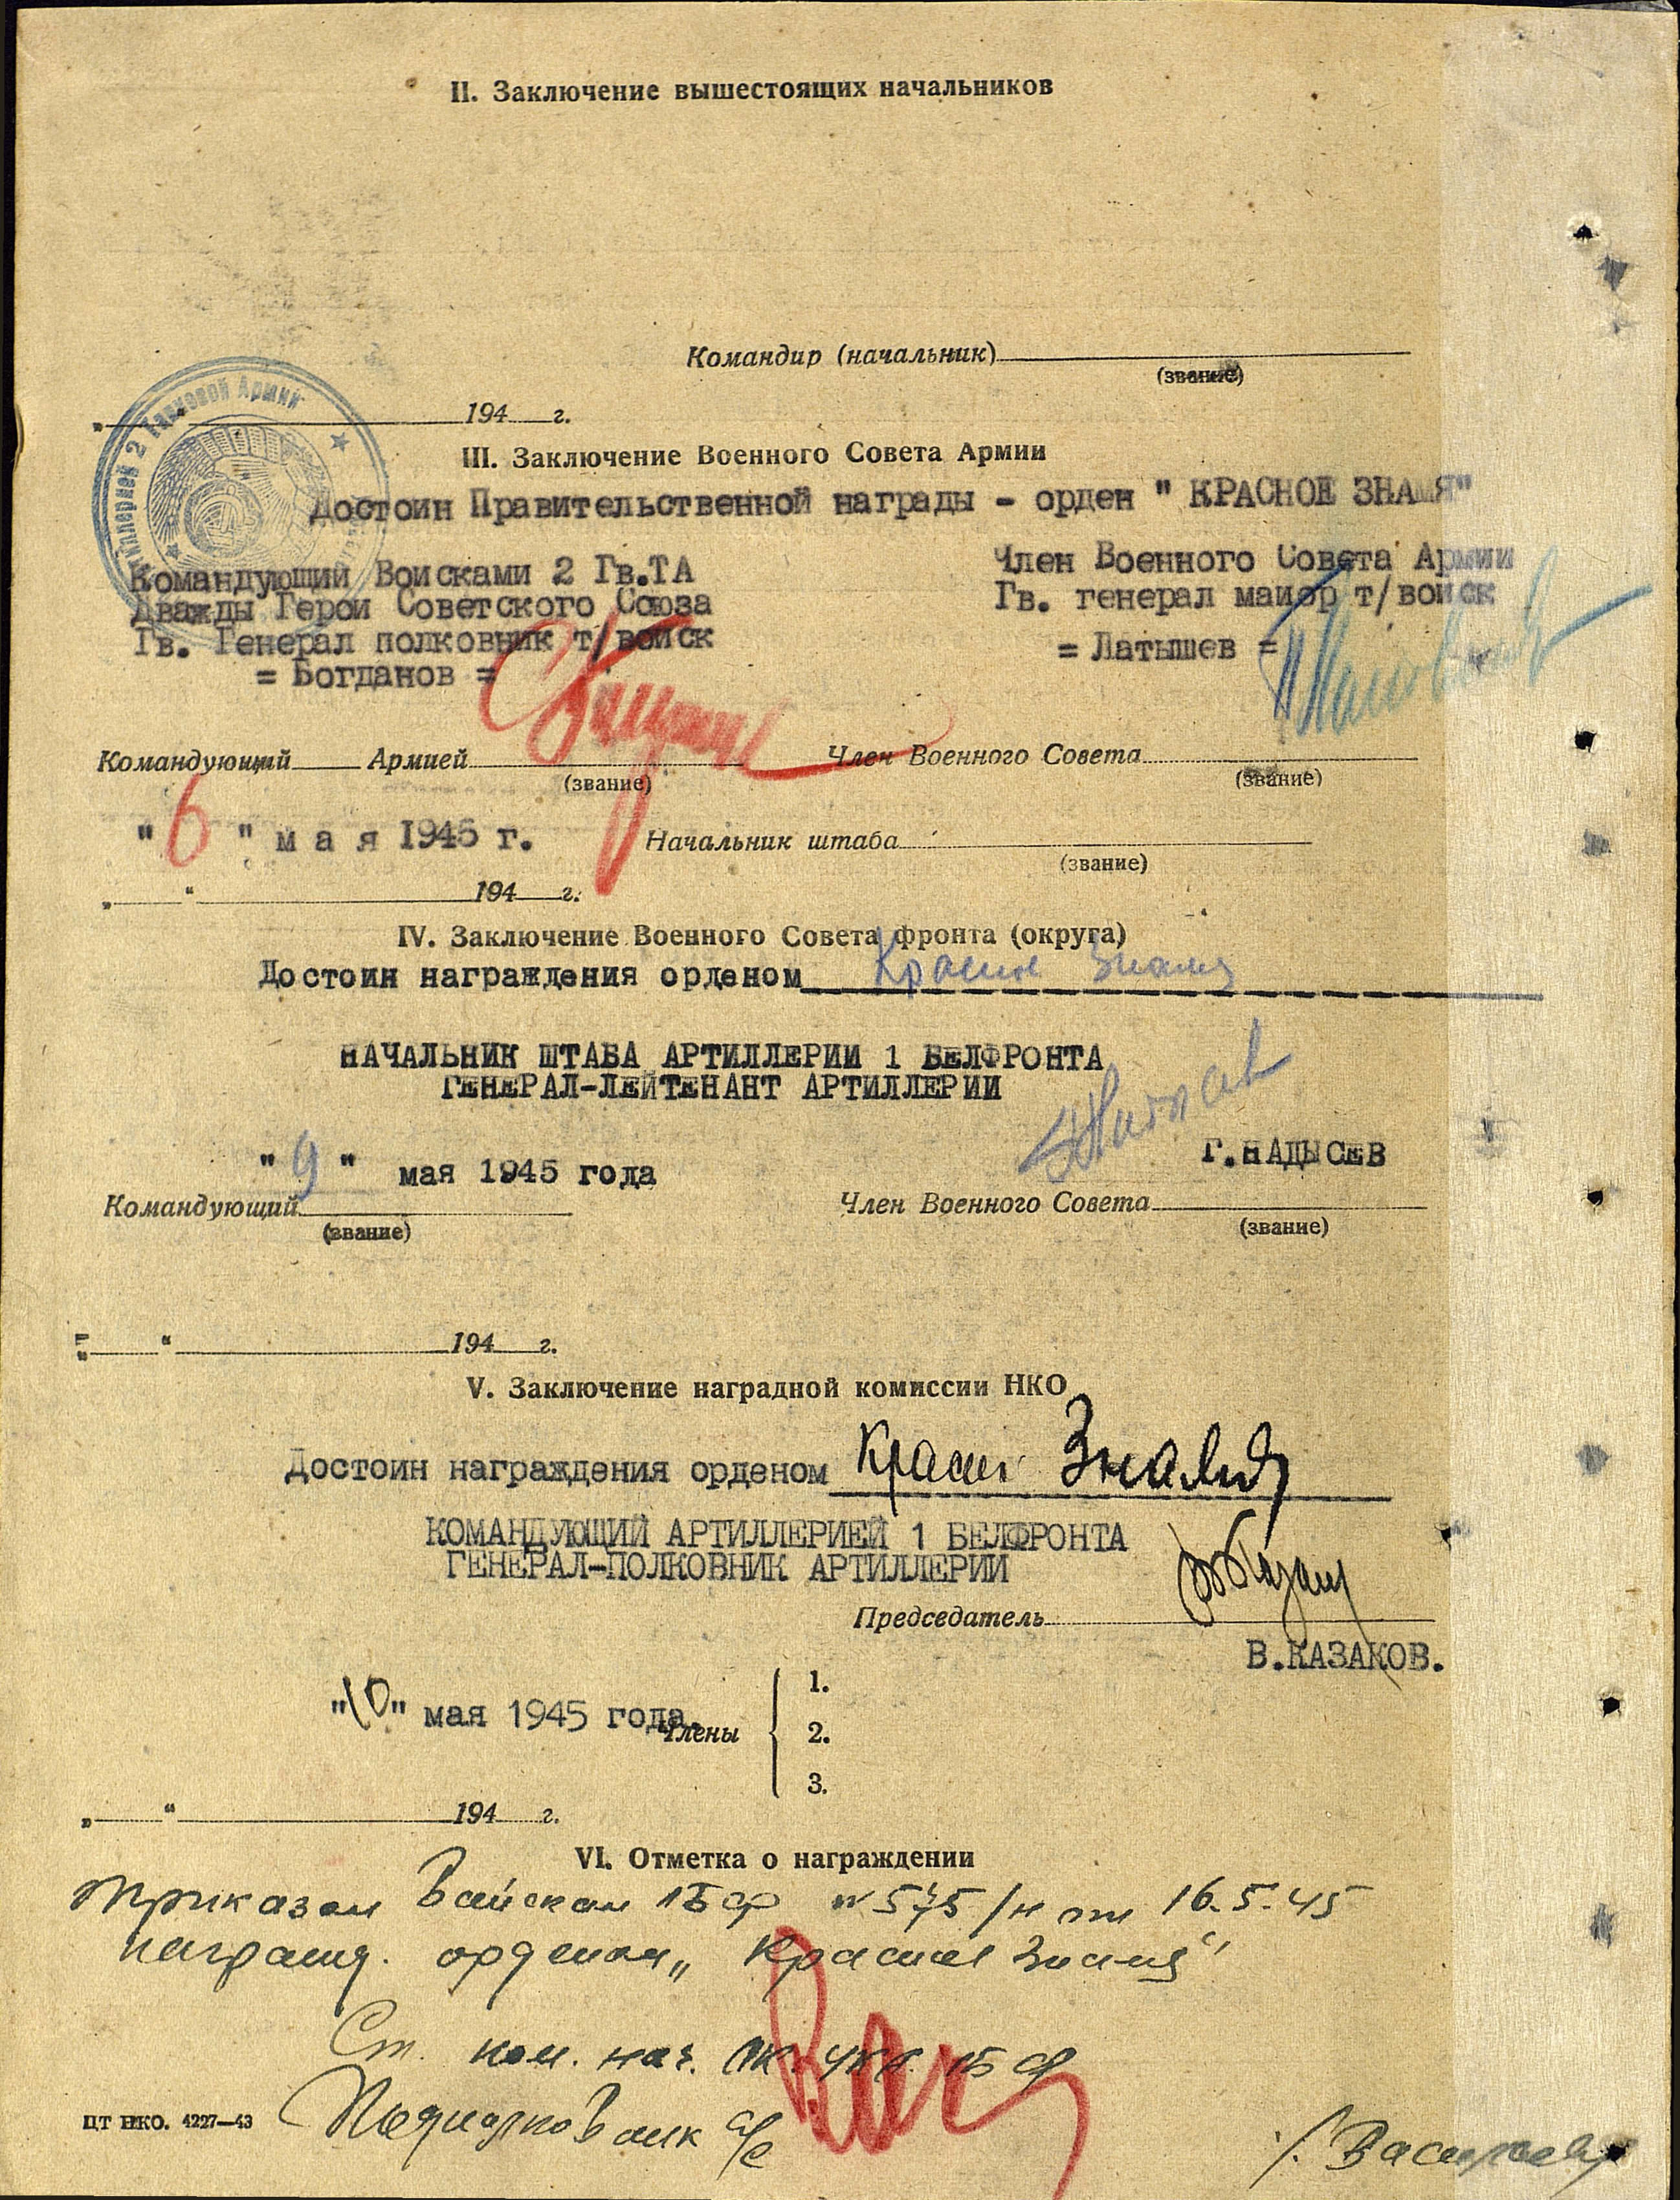 II. Заключение вышестоящих начальников
Командир (начальник)
(звание)
194 г.
2 Танковой Армии
III. Заключение Военного Совета Армии
Достоин Правительственной награды - орден " КРАСНОЕ ЗНАМЯ"
Командующий Войсками 2 Гв.ТА
Дважды Герой Советского Союза
Гв. Генерал полковник т/войск
= Богданов =
Член Военного Совета Армии
Гв. генерал майор т/войск
= Латышев =
Командующий Армией
(звание)
Член Военного Совета
(звание)
" 6 " м а я 1945 г.
Начальник штаба
(звание)
„ “ 194 г.
IV. Заключение Военного Совета фронта (округа)
Достоин награждения орденом Красное Знамя
НАЧАЛЬНИК ШТАБА АРТИЛЛЕРИИ 1 БЕЛФРОНТА
ГЕНЕРАЛ-ЛЕЙТЕНАНТ АРТИЛЛЕРИИ
Г.НАДЫСЕВ
" 9 " мая 1945 года
Командующий
(звание)
Член Военного Совета
(звание)
„ “ 194 г.
V. Заключение наградной комиссии НКО
Достоин награждения орденом Красн Знамя
КОМАНДУЮЩИЙ АРТИЛЛЕРИЕЙ 1 БЕЛФРОНТА
ГЕНЕРАЛ-ПОЛКОВНИК АРТИЛЛЕРИИ
Председатель
В.КАЗАКОВ.
"10" мая 1945 года.
Члены
1.
2.
3.
„ “ 194 г.
VI. Отметка о награждении
Приказом Войскам 1БФ № 575/н от 16.5.45
награжд. орденом „Красное Знамя“
Ст. пом. нач. 1БФ
Подполковник а/с
Васильев
ЦТ НКО. 4227—43